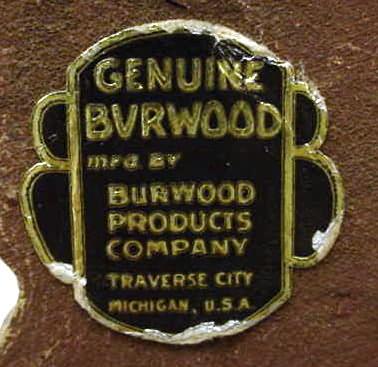 GENUINE
BVRWOOD
mFG. BY
BURWOOD
PRODUCTS
COMPANY
TRAVERSE CITY
MICHIGAN, U.S.A.